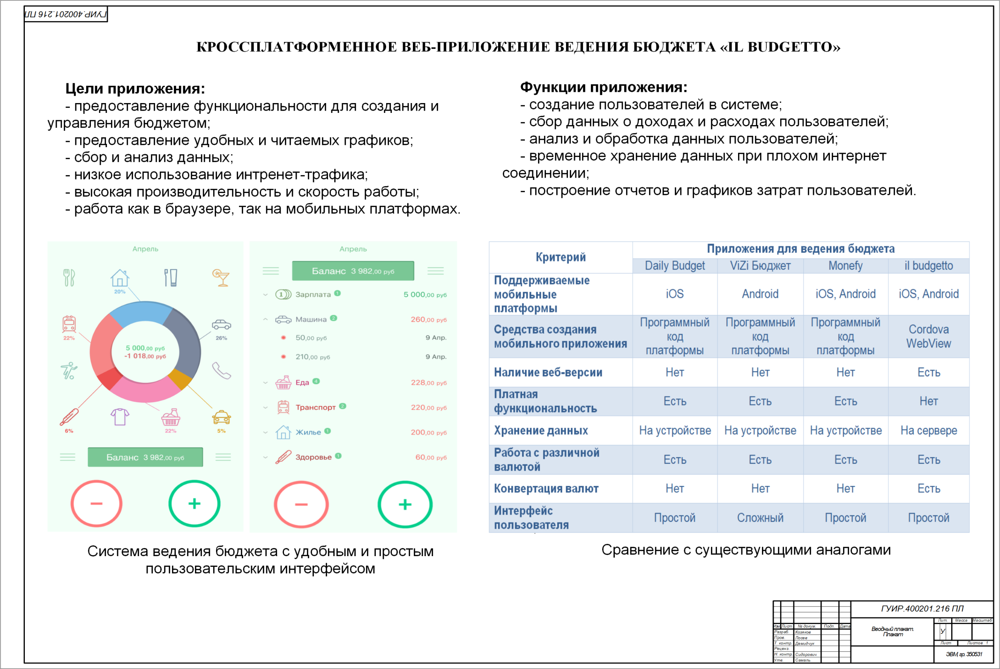 ГУИР.400201.216 ПЛ
КРОССПЛАТФОРМЕННОЕ ВЕБ-ПРИЛОЖЕНИЕ ВЕДЕНИЯ БЮДЖЕТА «IL BUDGETTO»
Цели приложения:
- предоставление функциональности для создания и
управления бюджетом;
- предоставление удобных и читаемых графиков;
- сбор и анализ данных;
- низкое использование интренет-трафика;
- высокая производительность и скорость работы;
- работа как в браузере, так на мобильных платформах.
Функции приложения:
- создание пользователей в системе;
- сбор данных о доходах и расходах пользователей;
- анализ и обработка данных пользователей;
- временное хранение данных при плохом интернет
соединении;
- построение отчетов и графиков затрат пользователей.
Апрель
20%
22%
26%
5 000,00 руб
-1 018,00 руб
6%
22%
5%
Баланс 3 982,00 руб
−
+
Апрель
Баланс 3 982,00 руб
1 Зарплата 1 5 000,00 руб
Машина 2 260,00 руб
50,00 руб 9 Апр.
210,00 руб 9 Апр.
Еда 4 228,00 руб
Транспорт 2 220,00 руб
Жилье 1 200,00 руб
Здоровье 1 60,00 руб
−
+
Система ведения бюджета с удобным и простым
пользовательским интерфейсом
Критерий
Приложения для ведения бюджета
Daily Budget ViZi Бюджет Monefy il budgetto
Поддерживаемые
мобильные
платформы
iOS Android iOS, Android iOS, Android
Средства создания
мобильного приложения
Программный
код
платформы
Программный
код
платформы
Программный
код
платформы
Cordova
WebView
Наличие веб-версии Нет Нет Нет Есть
Платная
функциональность
Есть Есть Есть Нет
Хранение данных На устройстве На устройстве На устройстве На сервере
Работа с различной
валютой
Есть Есть Есть Есть
Конвертация валют Нет Нет Нет Есть
Интерфейс
пользователя
Простой Сложный Простой Простой
Сравнение с существующими аналогами
ГУИР.400201.216 ПЛ
Изм. Лист № докум. Подп. Дата
Разраб. Козяков
Пров. Лосев
Т. контр. Демидчук
Реценз.
Н. контр. Сидорович
Утв. Самаль
Вводный плакат.
Плакат
Лит. Масса Масштаб
У
Лист Листов 1
ЭВМ, гр. 350531